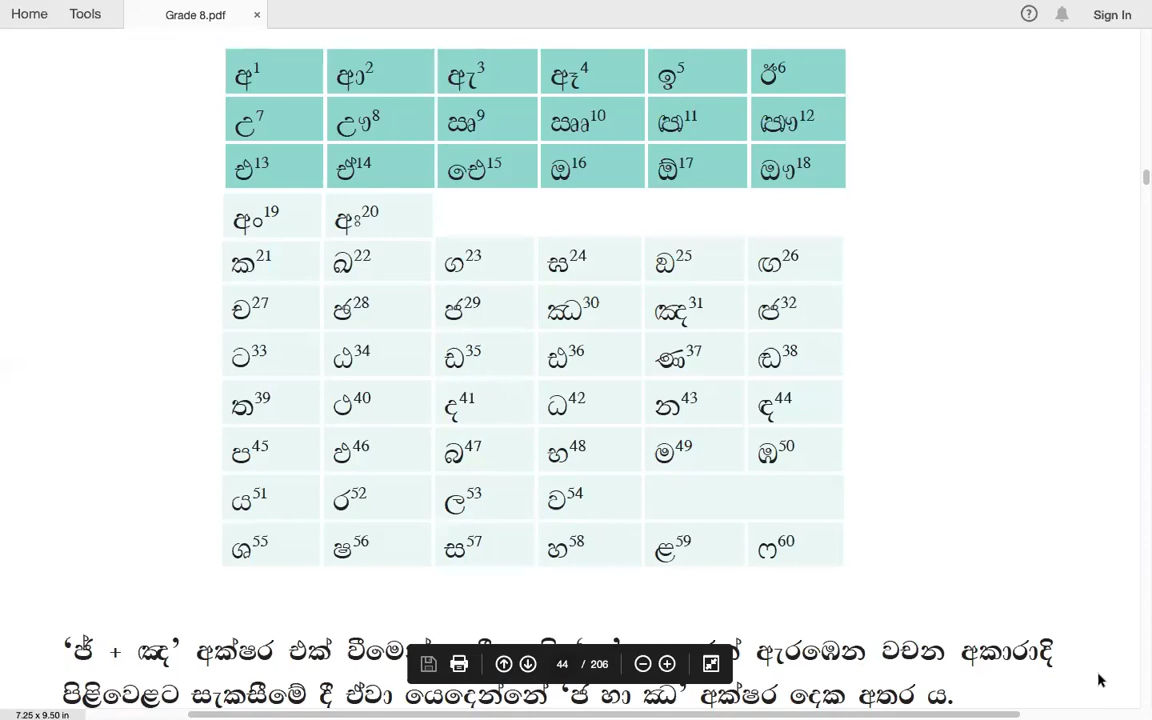 Home Tools Grade 8.pdf × Sign In
අ1 ආ2 ඇ3 ඈ4 ඉ5 ඊ6
උ7 ඌ8 ඍ9 ඎ10 ඏ11 ඐ12
එ13 ඒ14 ඓ15 ඔ16 ඕ17 ඖ18
අං19 අඃ20
ක21 ඛ22 ග23 ඝ24 ඞ25 ඟ26
ච27 ඡ28 ජ29 ඣ30 ඤ31 ඦ32
ට33 ඨ34 ඩ35 ඪ36 ණ37 ඬ38
ත39 ථ40 ද41 ධ42 න43 ඳ44
ප45 ඵ46 බ47 භ48 ම49 ඹ50
ය51 ර52 ල53 ව54
ශ55 ෂ56 ස57 හ58 ළ59 ෆ60
‘ජ් + ඤ’ අක්ෂර එක් ඇරඹෙන වචන අකාරාදි
44 / 206
පිළිවෙළට සැකසීමේ දී ඒවා යෙදෙන්නේ ‘ජ හා ඣ’ අක්ෂර දෙක අතර ය.
7.25 x 9.50 in